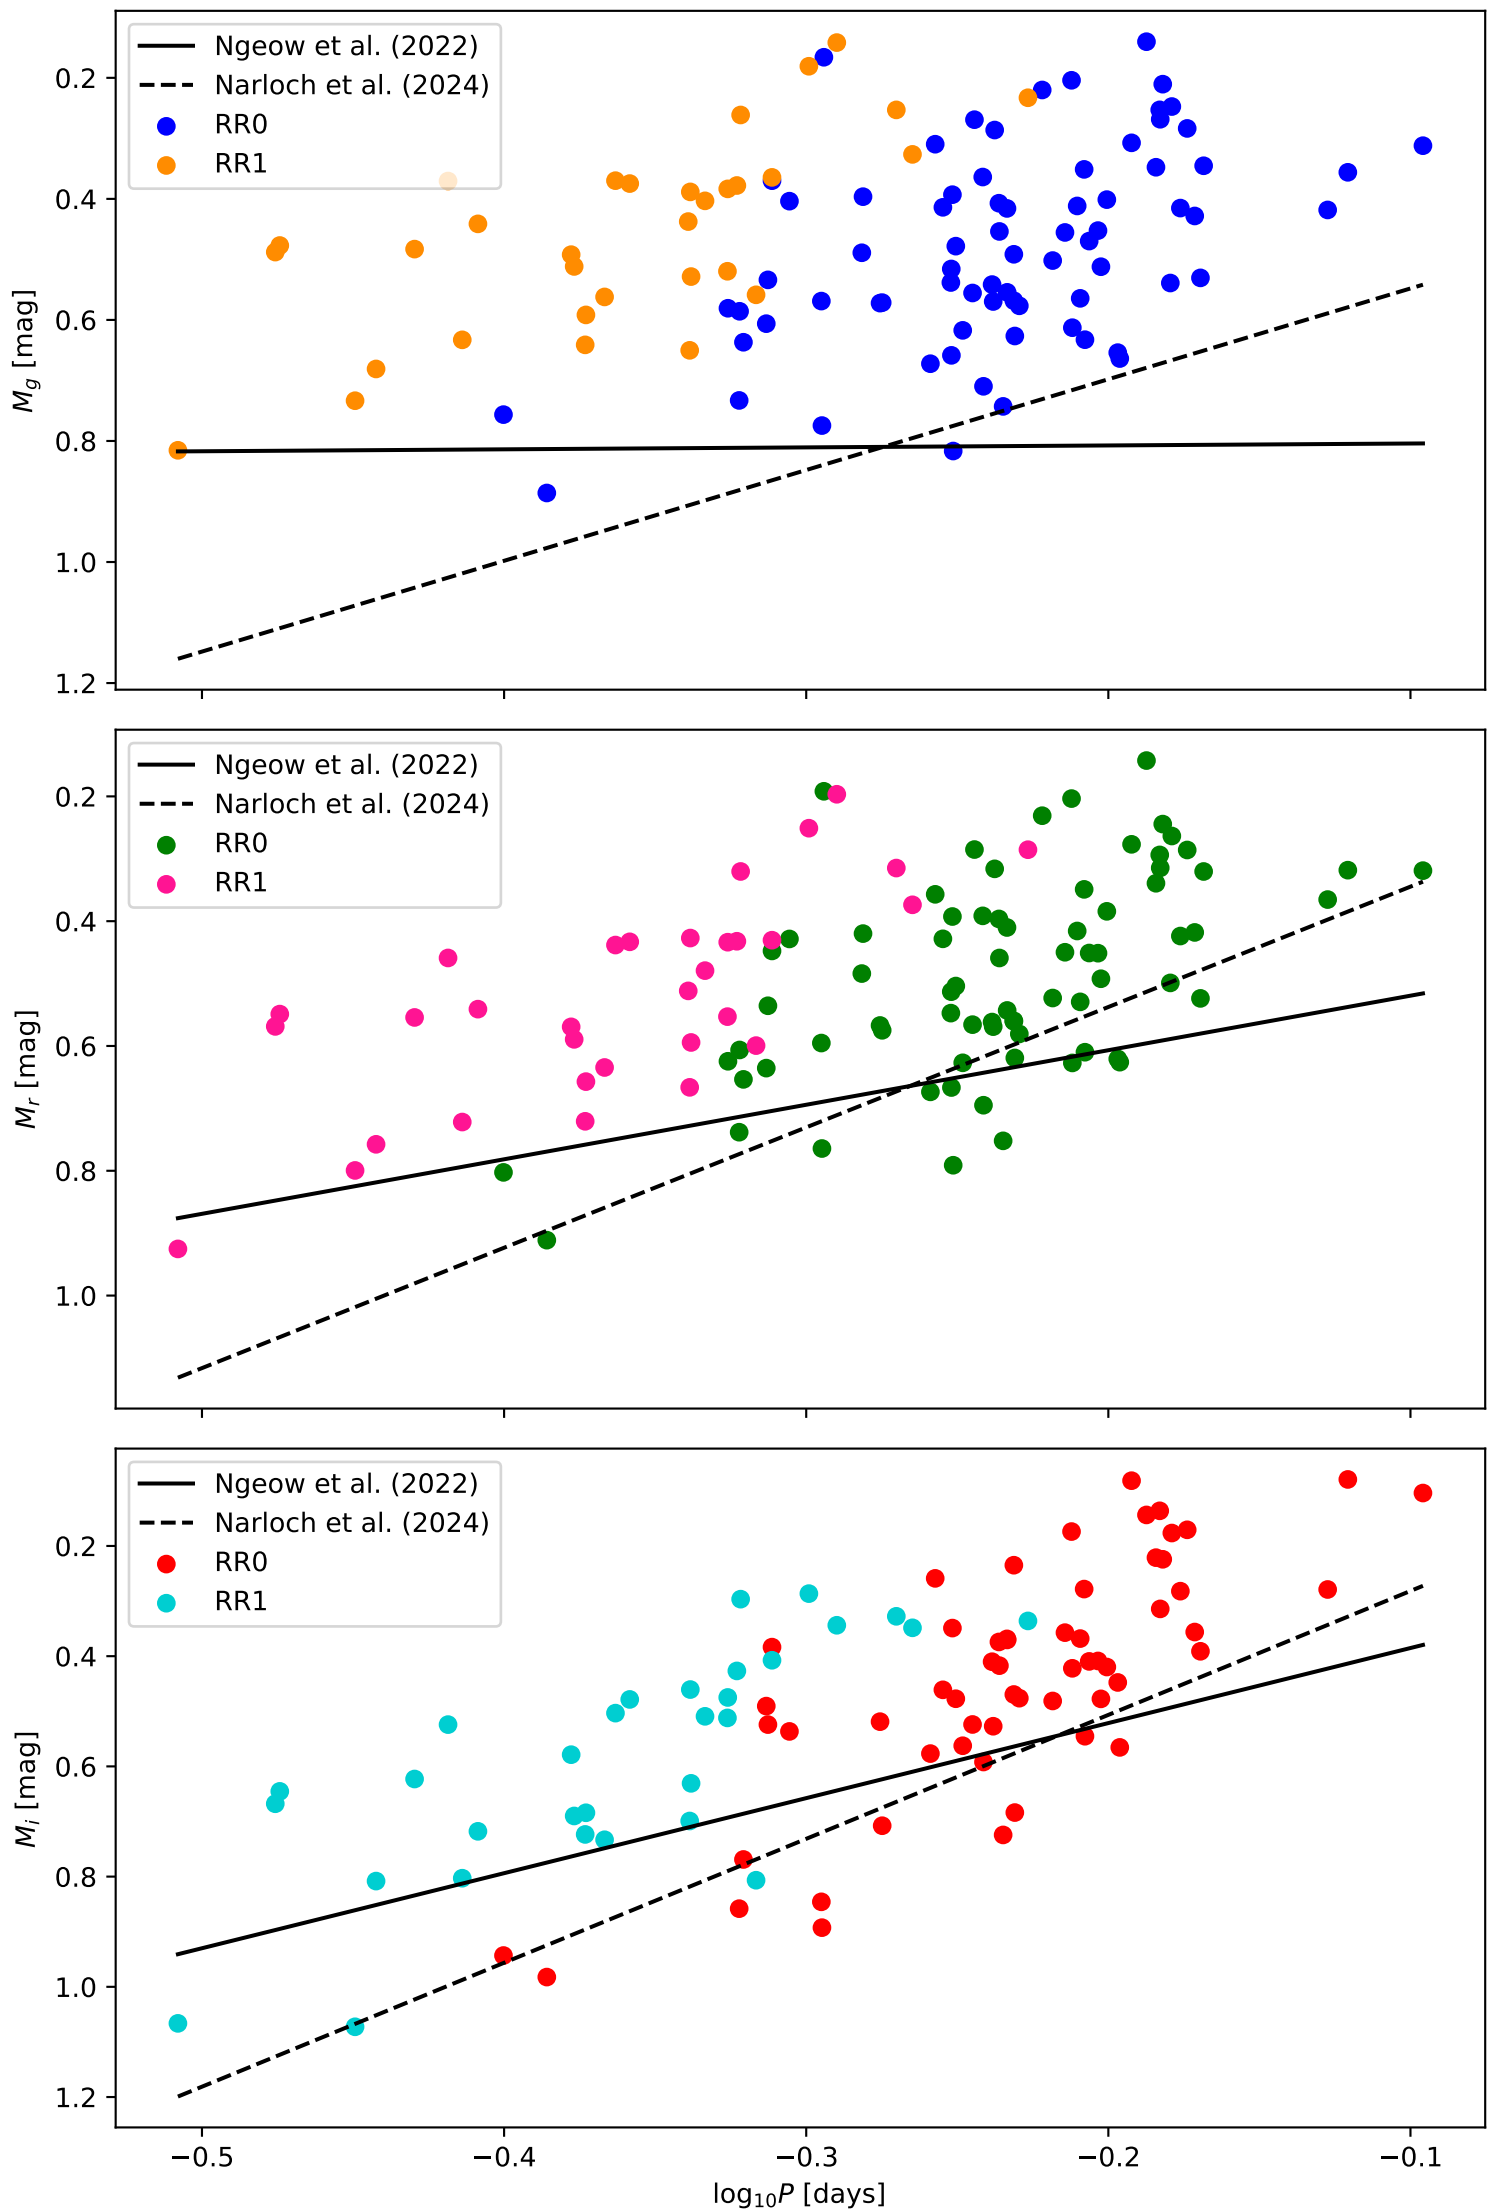 Ngeow et al. (2022)
Narloch et al. (2024)
RR0
RR1
0.2
0.4
0.6
0.8
1.0
1.2
M_g [mag]
Ngeow et al. (2022)
Narloch et al. (2024)
RR0
RR1
0.2
0.4
0.6
0.8
1.0
M_r [mag]
Ngeow et al. (2022)
Narloch et al. (2024)
RR0
RR1
0.2
0.4
0.6
0.8
1.0
1.2
M_i [mag]
−0.5 −0.4 −0.3 −0.2 −0.1
log₁₀P [days]